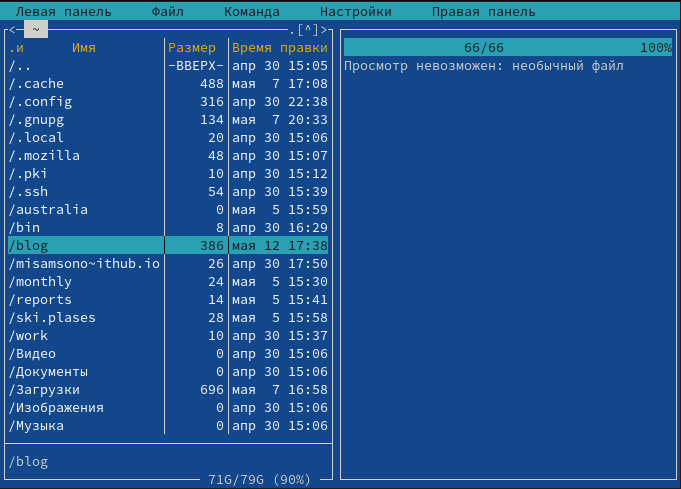 Левая панель Файл Команда Настройки Правая панель
<─ ~ .[^]>
.и Имя Размер Время правки
/.. -ВВЕРХ- апр 30 15:05
/.cache 488 мая 7 17:08
/.config 316 апр 30 22:38
/.gnupg 134 мая 7 20:33
/.local 20 апр 30 15:06
/.mozilla 48 апр 30 15:07
/.pki 10 апр 30 15:12
/.ssh 54 апр 30 15:39
/australia 0 мая 5 15:59
/bin 8 апр 30 16:29
/blog 386 мая 12 17:38
/misamsono~ithub.io 26 апр 30 17:50
/monthly 24 мая 5 15:30
/reports 14 мая 5 15:41
/ski.plases 28 мая 5 15:58
/work 10 апр 30 15:37
/Видео 0 апр 30 15:06
/Документы 0 апр 30 15:06
/Загрузки 696 мая 7 16:58
/Изображения 0 апр 30 15:06
/Музыка 0 апр 30 15:06
/blog
71G/79G (90%)
66/66 100%
Просмотр невозможен: необычный файл